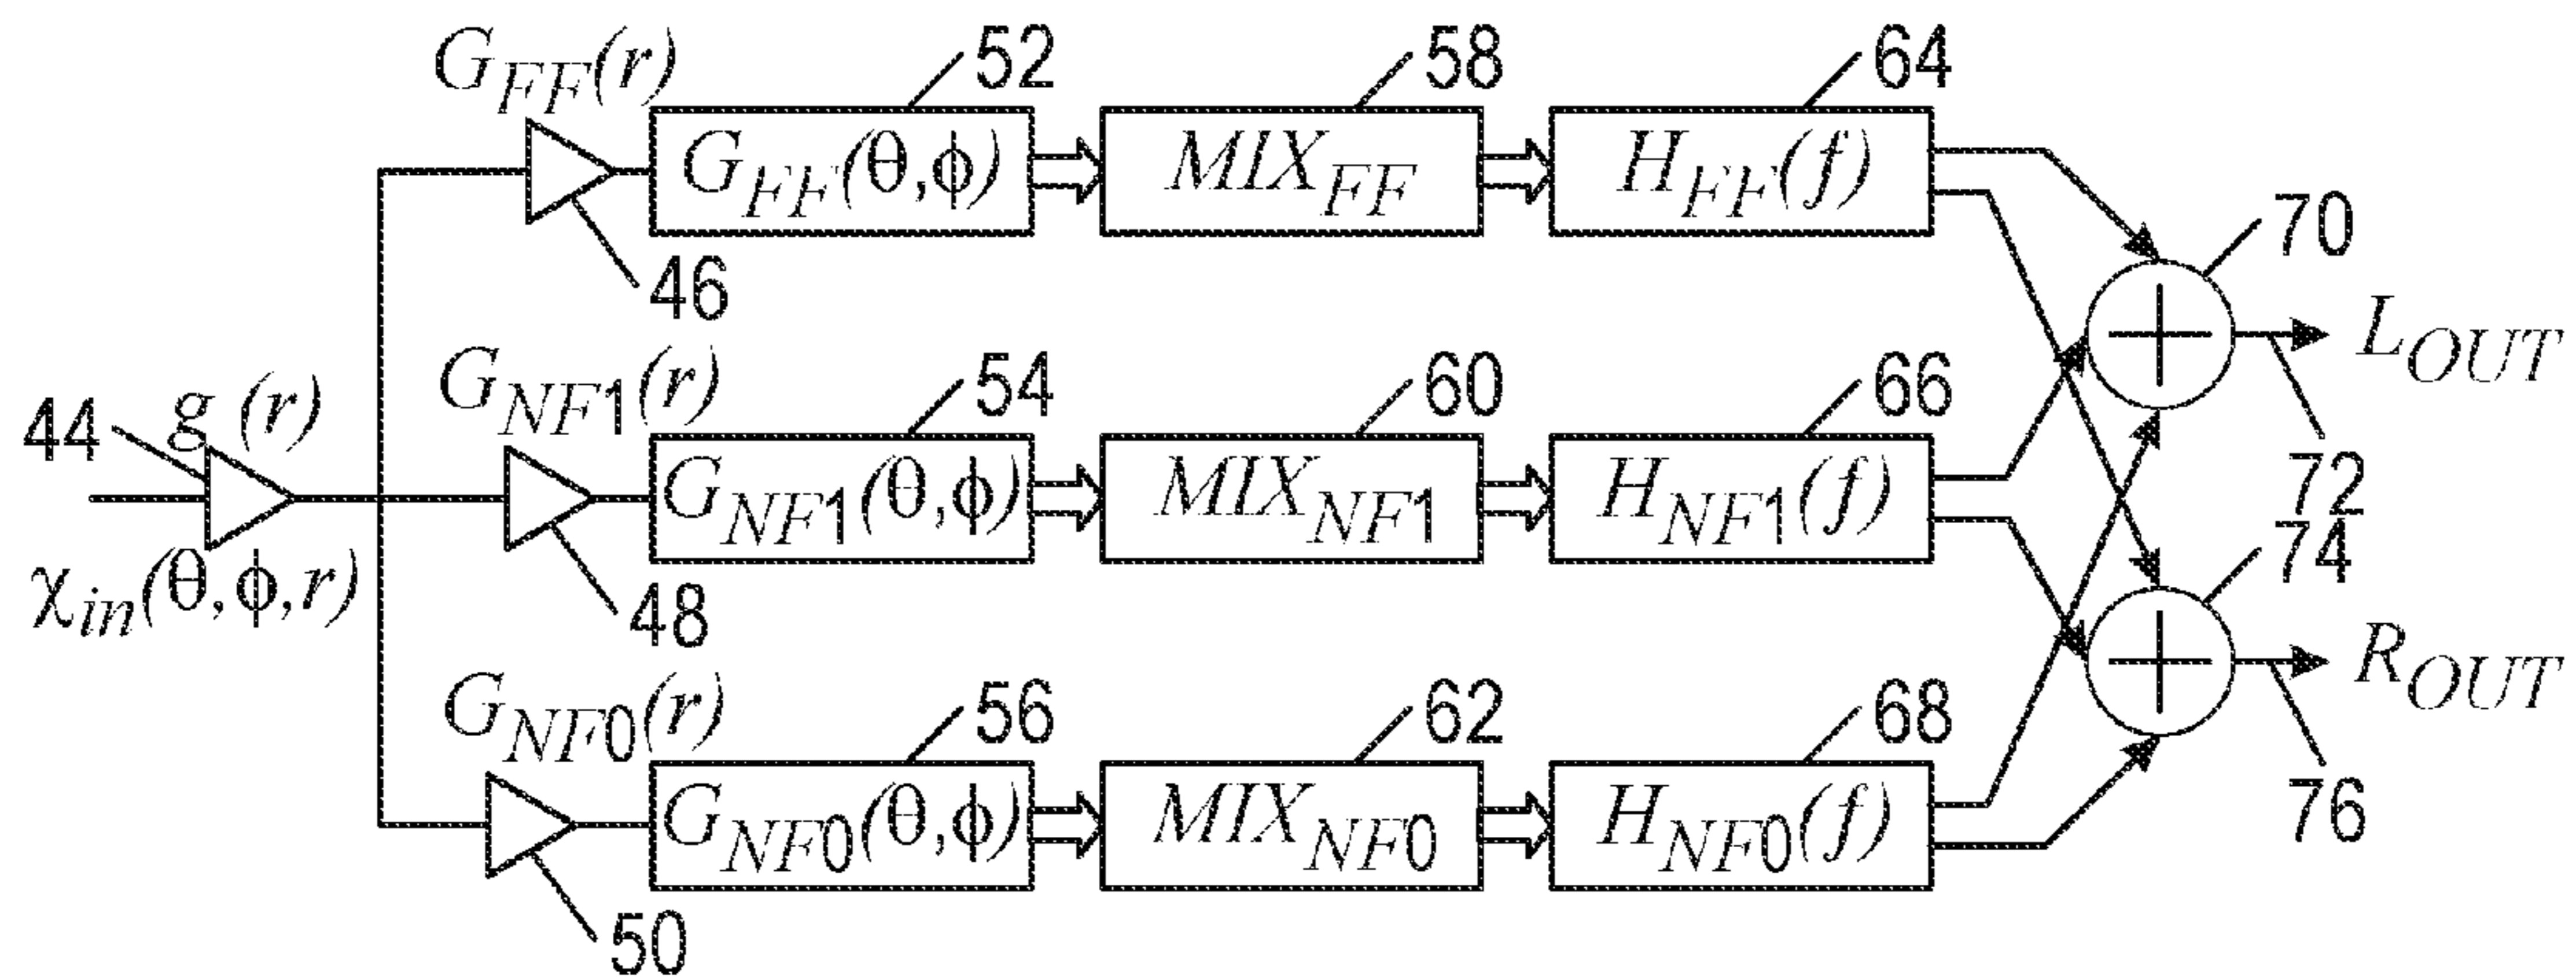 G_FF(r)
52
58
64
G_FF(θ,ϕ)
MIX_FF
H_FF(f)
46
70
L_OUT
72
G_NF1(r)
54
60
66
44
g (r)
G_NF1(θ,ϕ)
MIX_NF1
H_NF1(f)
χ_in(θ,ϕ,r)
48
74
R_OUT
76
G_NF0(r)
56
62
68
G_NF0(θ,ϕ)
MIX_NF0
H_NF0(f)
50